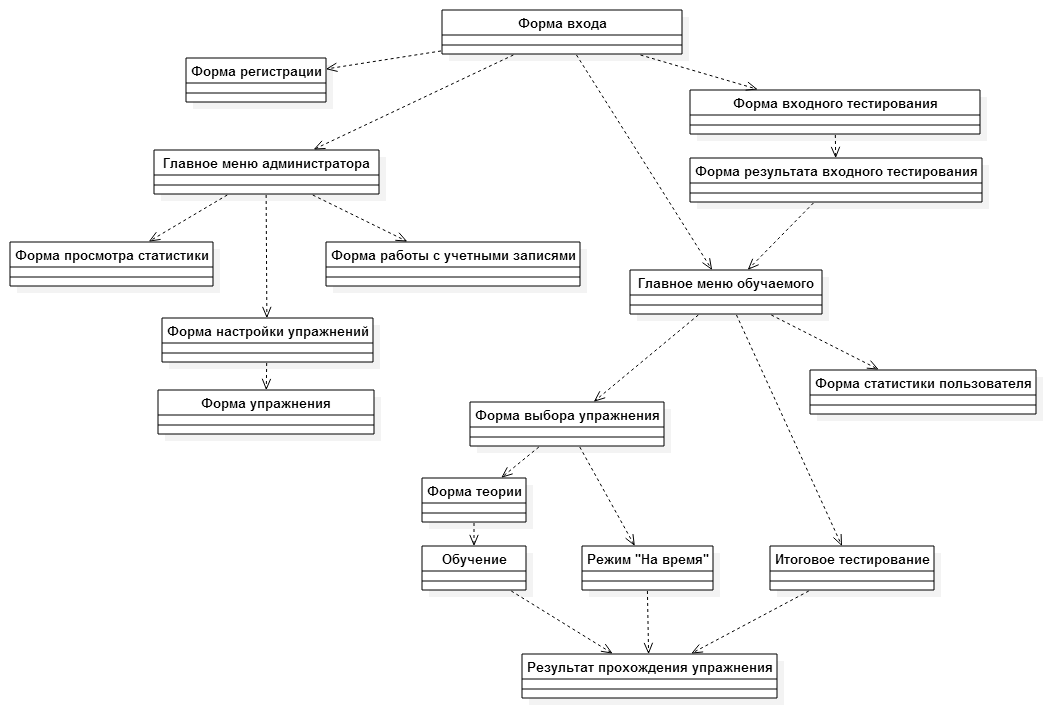 Форма входа
Форма регистрации
Форма входного тестирования
Главное меню администратора
Форма результата входного тестирования
Форма просмотра статистики
Форма работы с учетными записями
Главное меню обучаемого
Форма настройки упражнений
Форма статистики пользователя
Форма упражнения
Форма выбора упражнения
Форма теории
Обучение
Режим "На время"
Итоговое тестирование
Результат прохождения упражнения